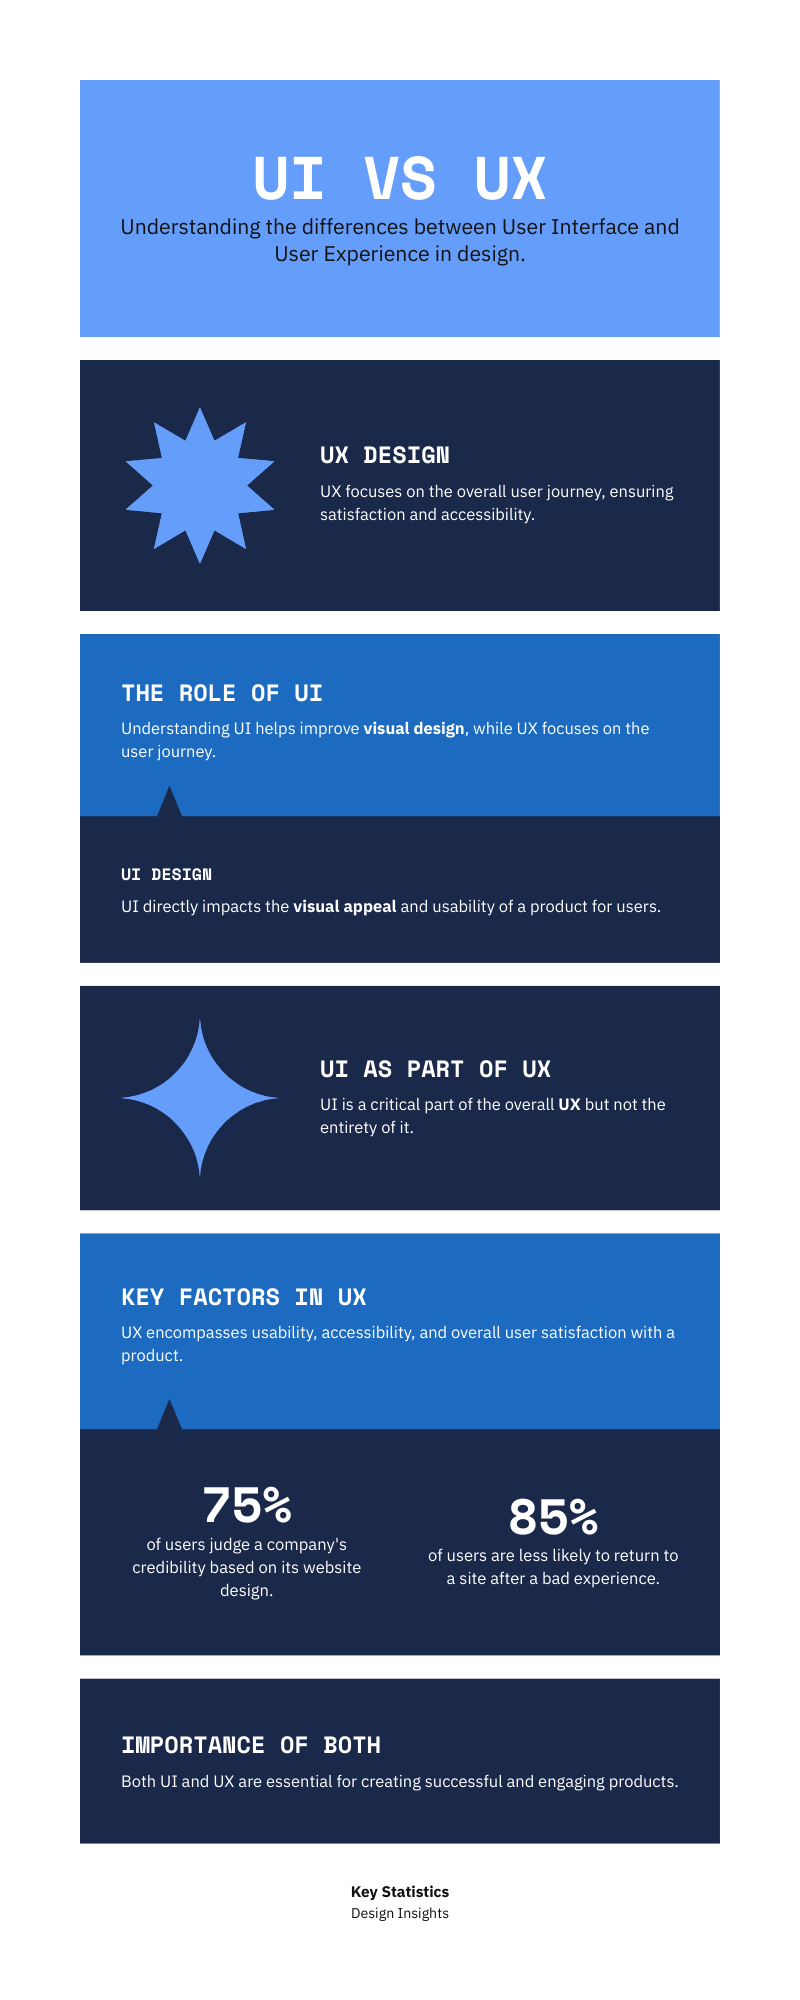 UI VS UX
Understanding the differences between User Interface and
User Experience in design.
UX DESIGN
UX focuses on the overall user journey, ensuring
satisfaction and accessibility.
THE ROLE OF UI
Understanding UI helps improve visual design, while UX focuses on the
user journey.
UI DESIGN
UI directly impacts the visual appeal and usability of a product for users.
UI AS PART OF UX
UI is a critical part of the overall UX but not the
entirety of it.
KEY FACTORS IN UX
UX encompasses usability, accessibility, and overall user satisfaction with a
product.
75%
of users judge a company's
credibility based on its website
design.
85%
of users are less likely to return to
a site after a bad experience.
IMPORTANCE OF BOTH
Both UI and UX are essential for creating successful and engaging products.
Key Statistics
Design Insights